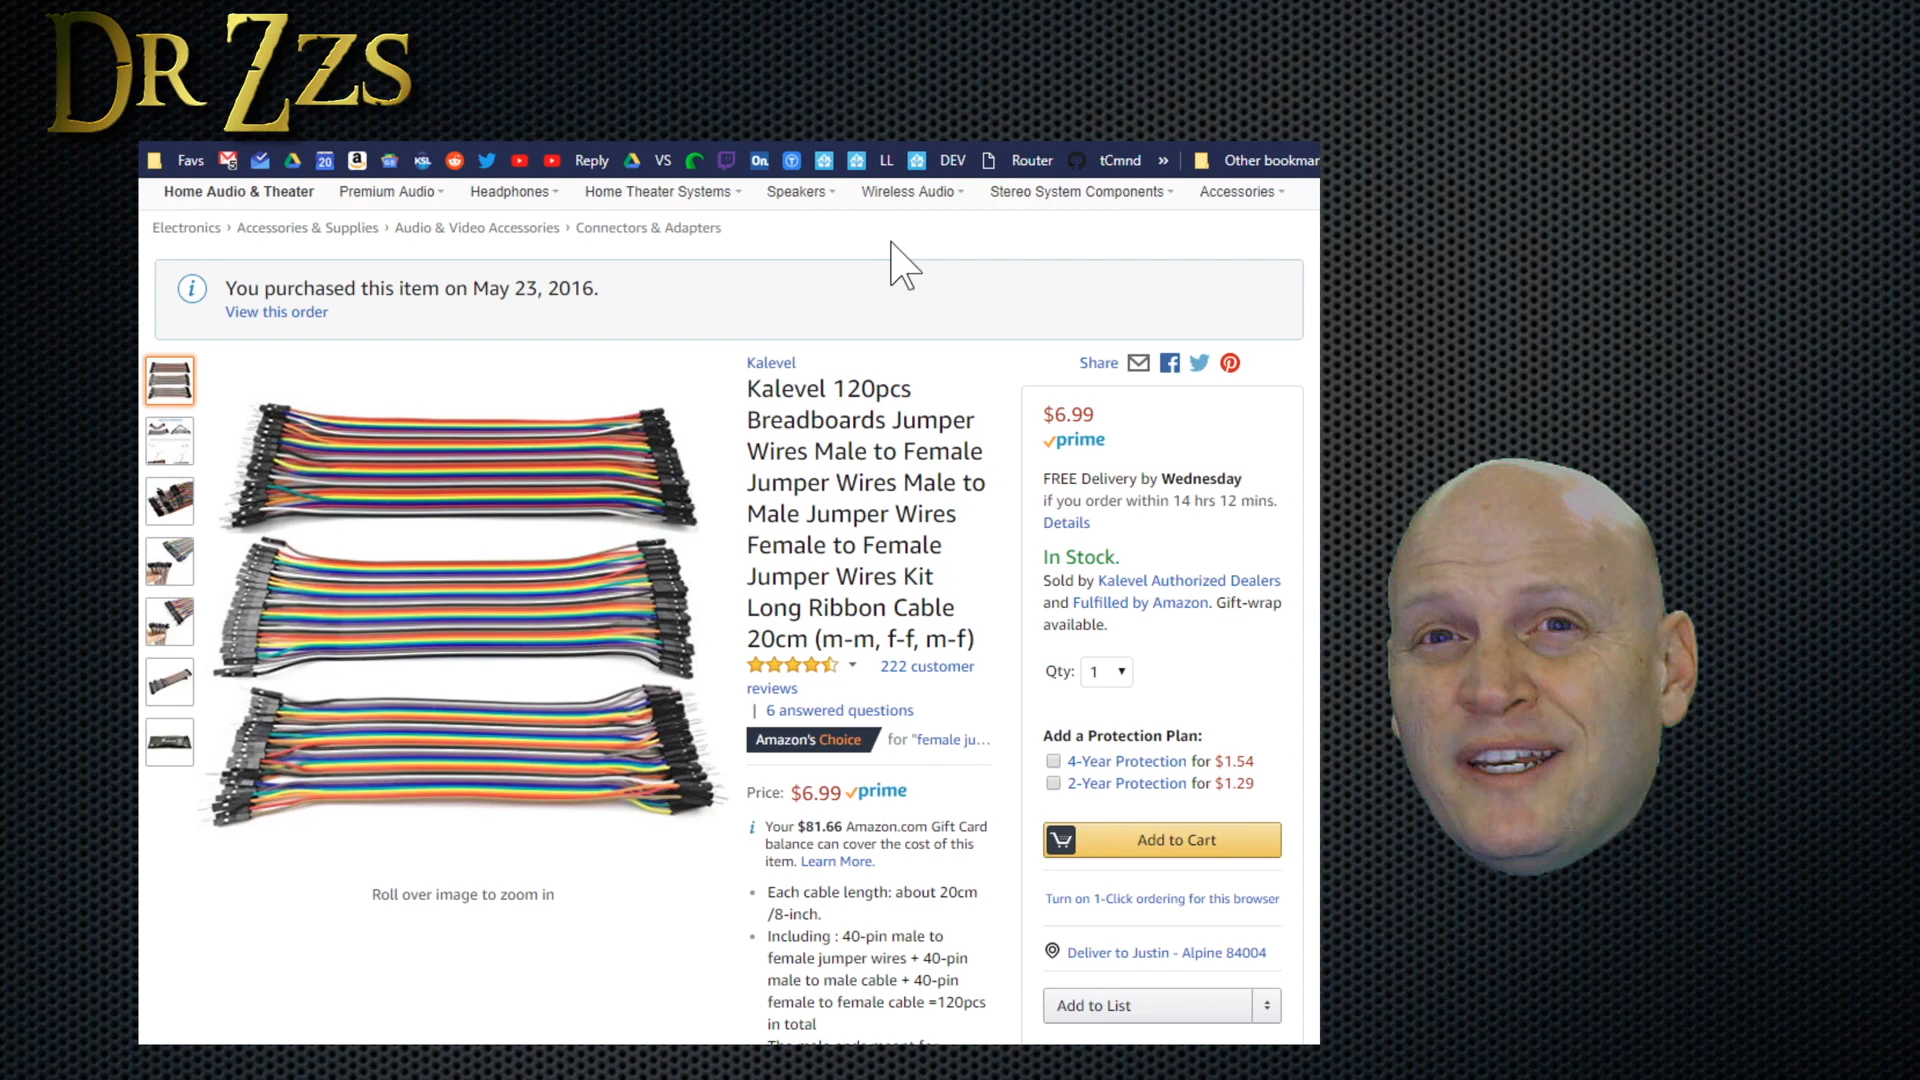 DR ZZS
Favs 5 20 a KSL Reply VS On LL DEV Router tCmnd » Other bookmar
Home Audio & Theater Premium Audio Headphones Home Theater Systems Speakers Wireless Audio Stereo System Components Accessories
Electronics › Accessories & Supplies › Audio & Video Accessories › Connectors & Adapters
You purchased this item on May 23, 2016.
View this order
Kalevel
Kalevel 120pcs
Breadboards Jumper
Wires Male to Female
Jumper Wires Male to
Male Jumper Wires
Female to Female
Jumper Wires Kit
Long Ribbon Cable
20cm (m-m, f-f, m-f)
222 customer
reviews
| 6 answered questions
Amazon's Choice for "female ju…
Price: $6.99 prime
Your $81.66 Amazon.com Gift Card
balance can cover the cost of this
item. Learn More.
• Each cable length: about 20cm
/8-inch.
• Including : 40-pin male to
female jumper wires + 40-pin
male to male cable + 40-pin
female to female cable =120pcs
in total
Roll over image to zoom in
Share
$6.99
prime
FREE Delivery by Wednesday
if you order within 14 hrs 12 mins.
Details
In Stock.
Sold by Kalevel Authorized Dealers
and Fulfilled by Amazon. Gift-wrap
available.
Qty: 1
Add a Protection Plan:
4-Year Protection for $1.54
2-Year Protection for $1.29
Add to Cart
Turn on 1-Click ordering for this browser
Deliver to Justin - Alpine 84004
Add to List